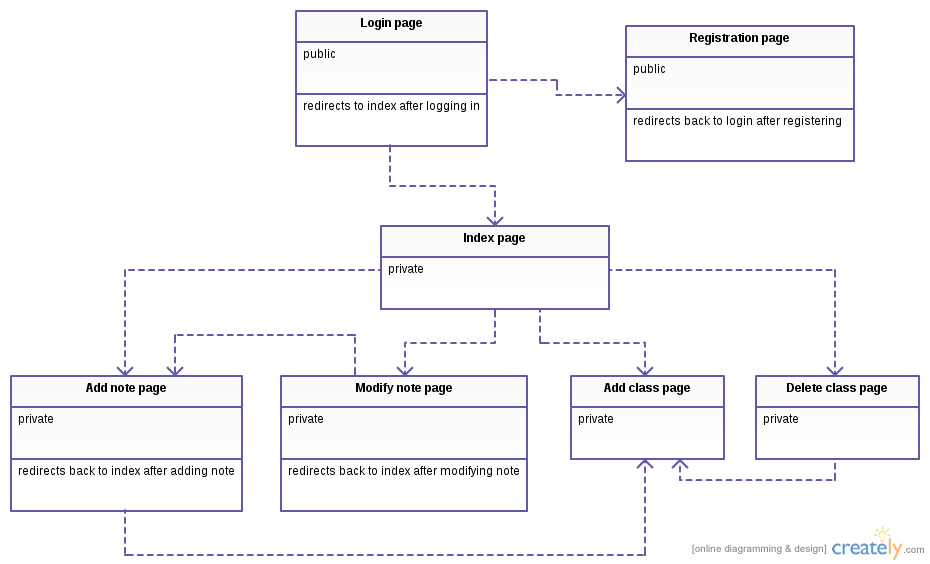 Login page
public
redirects to index after logging in
Registration page
public
redirects back to login after registering
Index page
private
Add note page
private
redirects back to index after adding note
Modify note page
private
redirects back to index after modifying note
Add class page
private
Delete class page
private
[online diagramming & design] creately.com